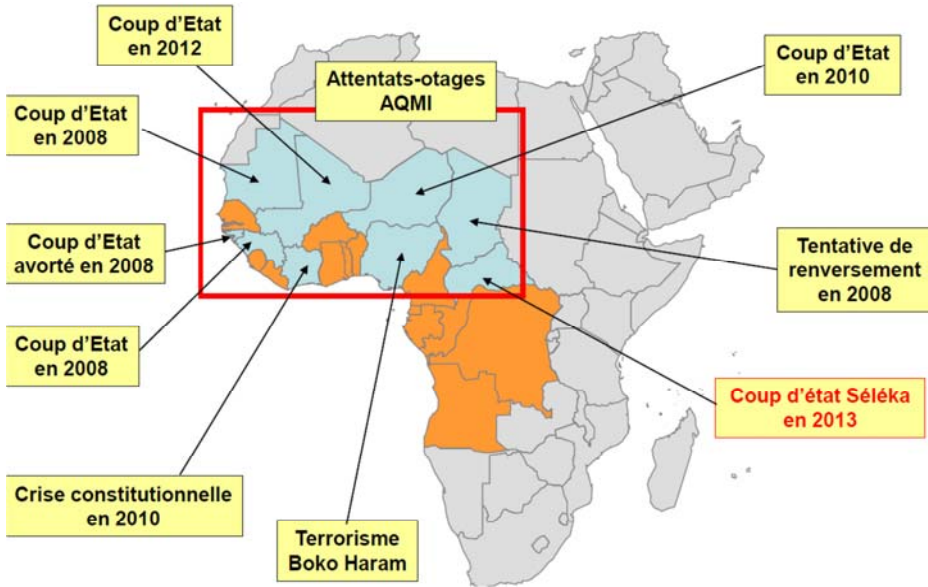 Coup d'Etat
en 2012
Attentats-otages
AQMI
Coup d'Etat
en 2010
Coup d'Etat
en 2008
Coup d'Etat
avorté en 2008
Tentative de
renversement
en 2008
Coup d'Etat
en 2008
Coup d'état Séléka
en 2013
Crise constitutionnelle
en 2010
Terrorisme
Boko Haram